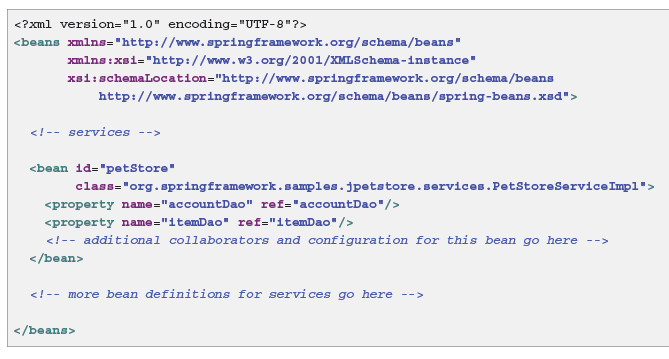 <?xml version="1.0" encoding="UTF-8"?>
<beans xmlns="http://www.springframework.org/schema/beans"
xmlns:xsi="http://www.w3.org/2001/XMLSchema-instance"
xsi:schemaLocation="http://www.springframework.org/schema/beans
http://www.springframework.org/schema/beans/spring-beans.xsd">
<!-- services -->
<bean id="petStore"
class="org.springframework.samples.jpetstore.services.PetStoreServiceImpl">
<property name="accountDao" ref="accountDao"/>
<property name="itemDao" ref="itemDao"/>
<!-- additional collaborators and configuration for this bean go here -->
</bean>
<!-- more bean definitions for services go here -->
</beans>